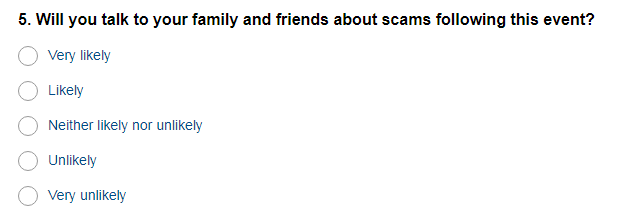 5. Will you talk to your family and friends about scams following this event?
Very likely
Likely
Neither likely nor unlikely
Unlikely
Very unlikely